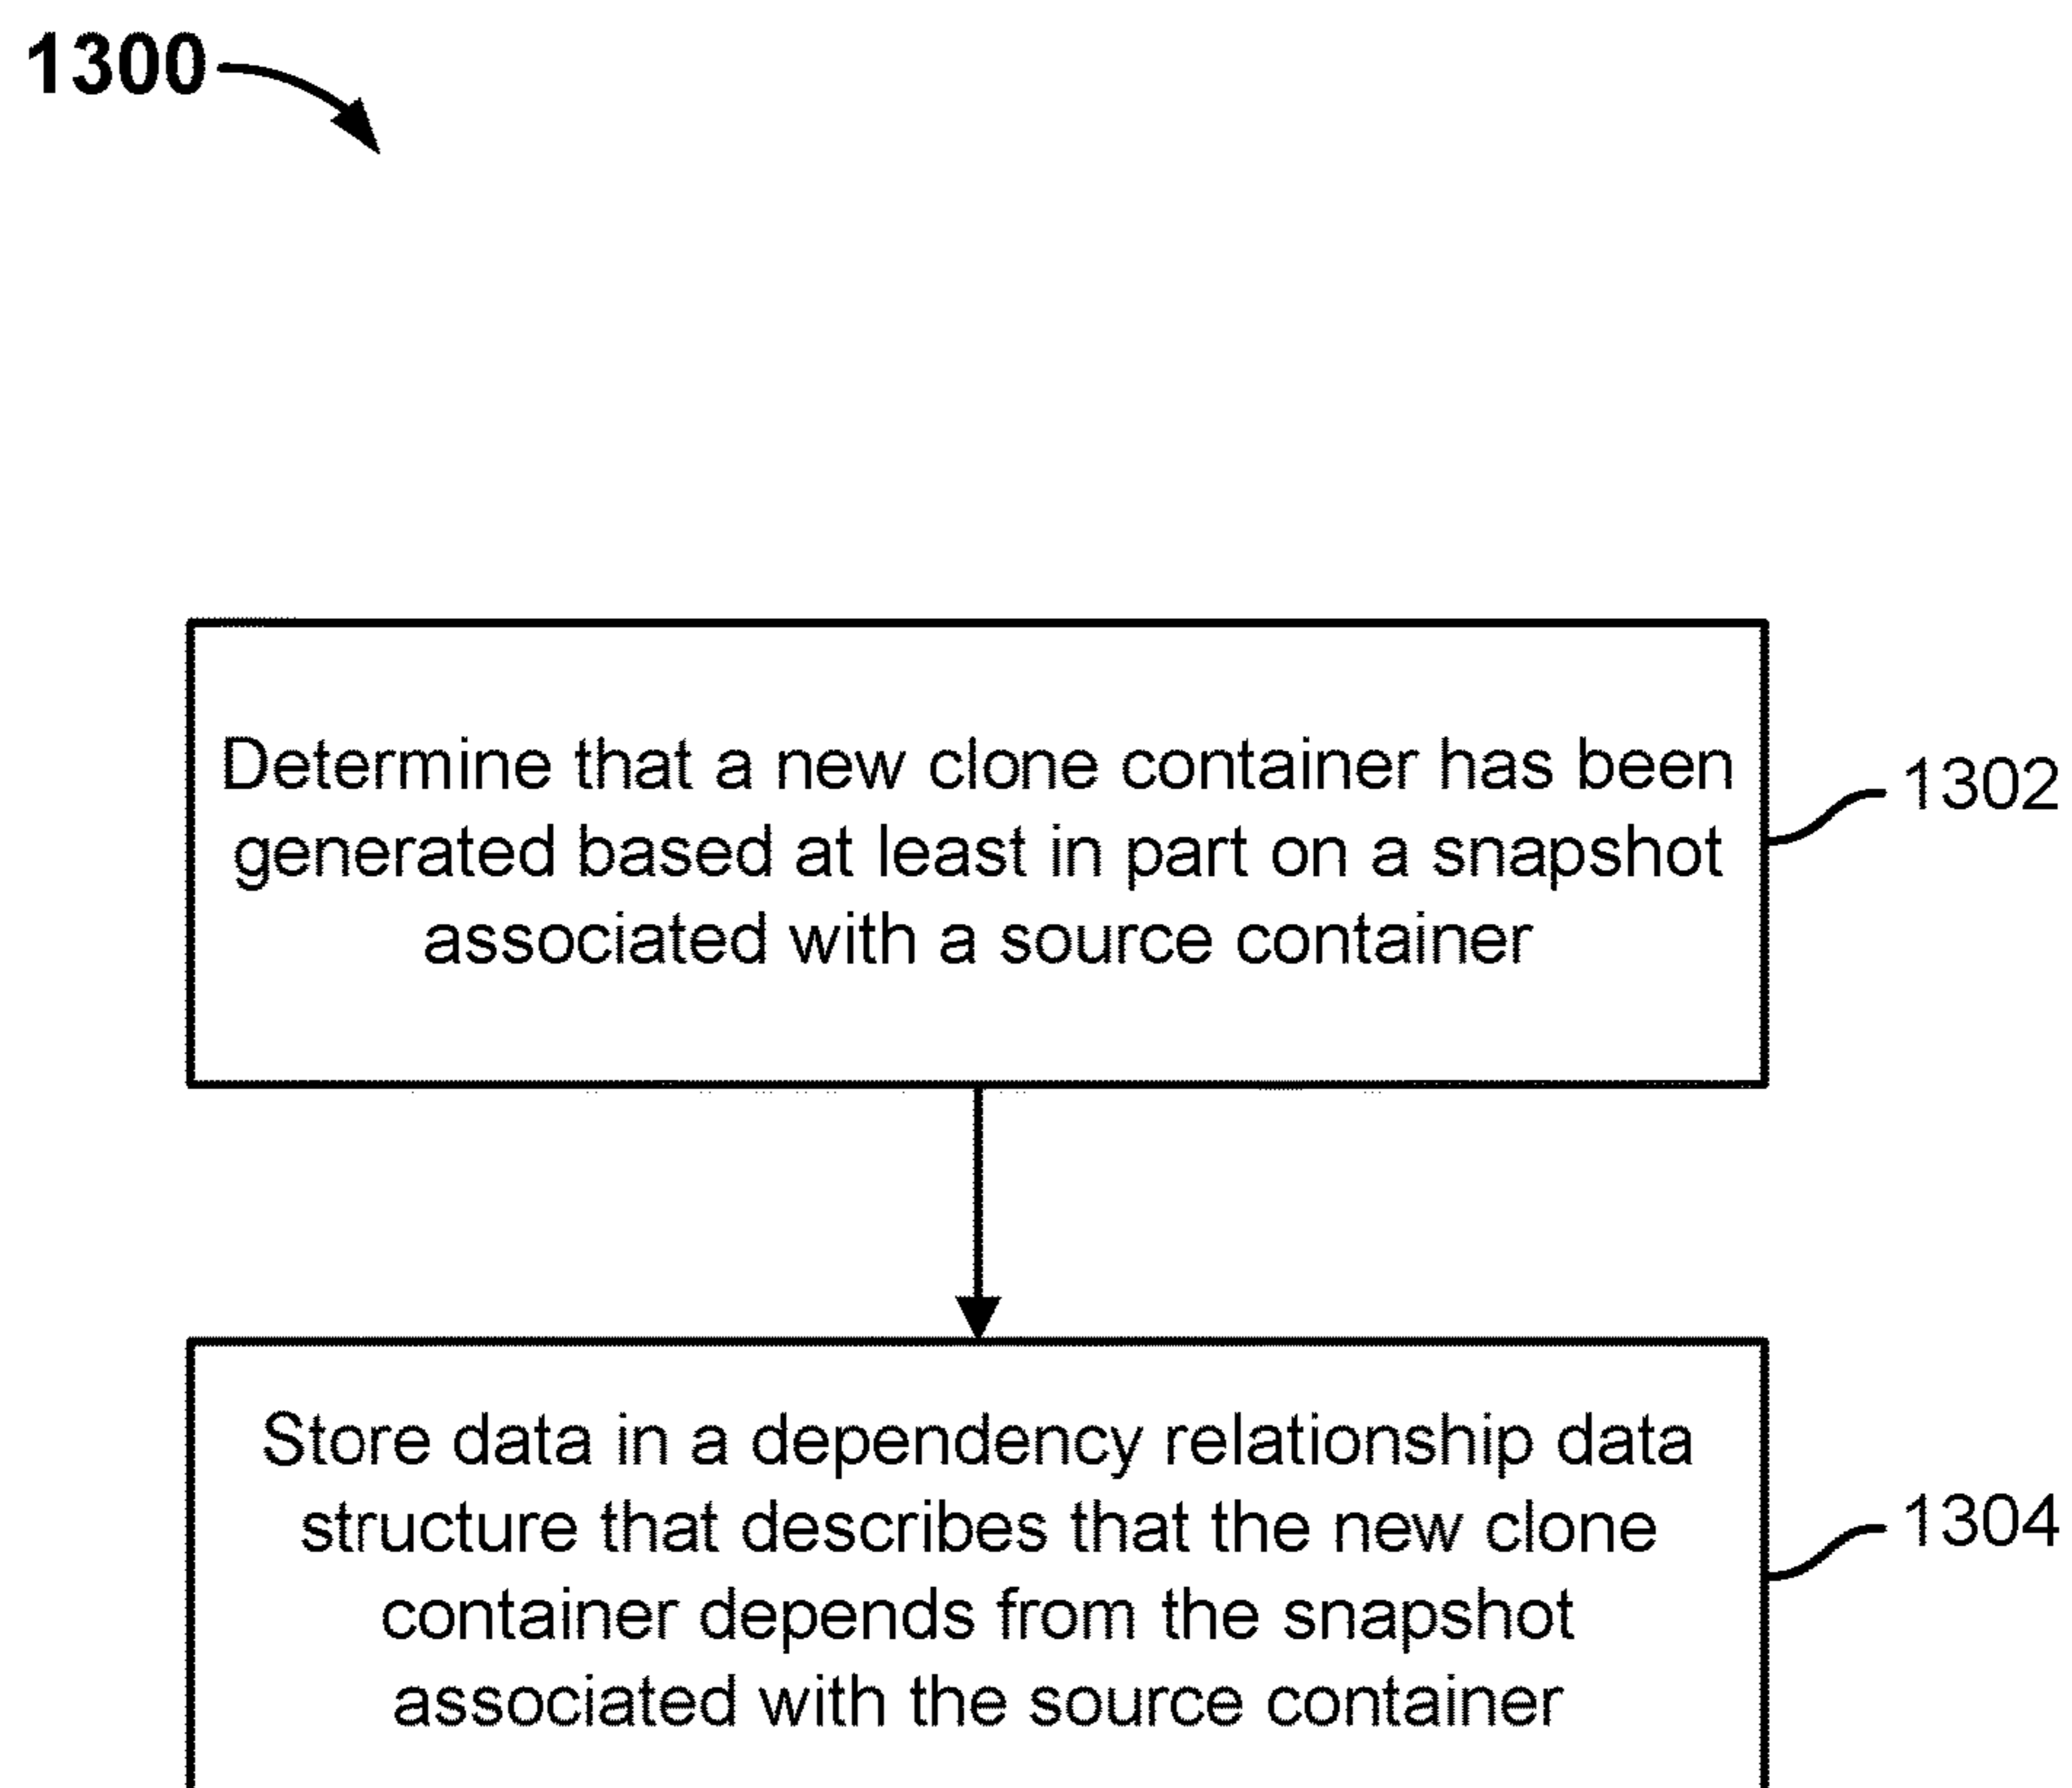 1300
Determine that a new clone container has been
generated based at least in part on a snapshot
associated with a source container
1302
Store data in a dependency relationship data
structure that describes that the new clone
container depends from the snapshot
associated with the source container
1304